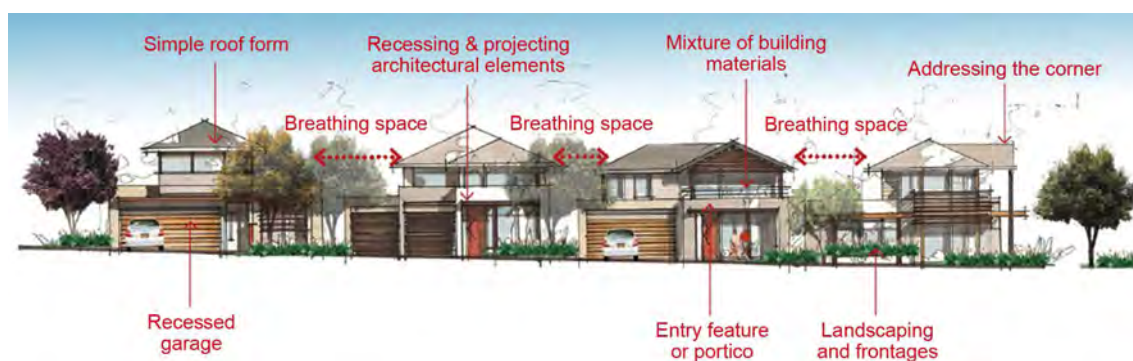 Simple roof form
Recessing & projecting
architectural elements
Mixture of building
materials
Addressing the corner
Breathing space
Breathing space
Breathing space
Recessed
garage
Entry feature
or portico
Landscaping
and frontages